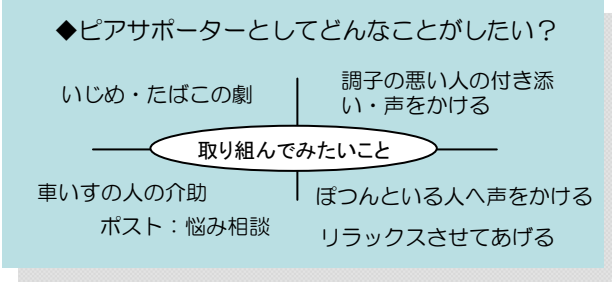 ◆ピアサポーターとしてどんなことがしたい？
いじめ・たばこの劇
調子の悪い人の付き添
い・声をかける
取り組んでみたいこと
車いすの人の介助
ポスト：悩み相談
ぽつんといる人へ声をかける
リラックスさせてあげる